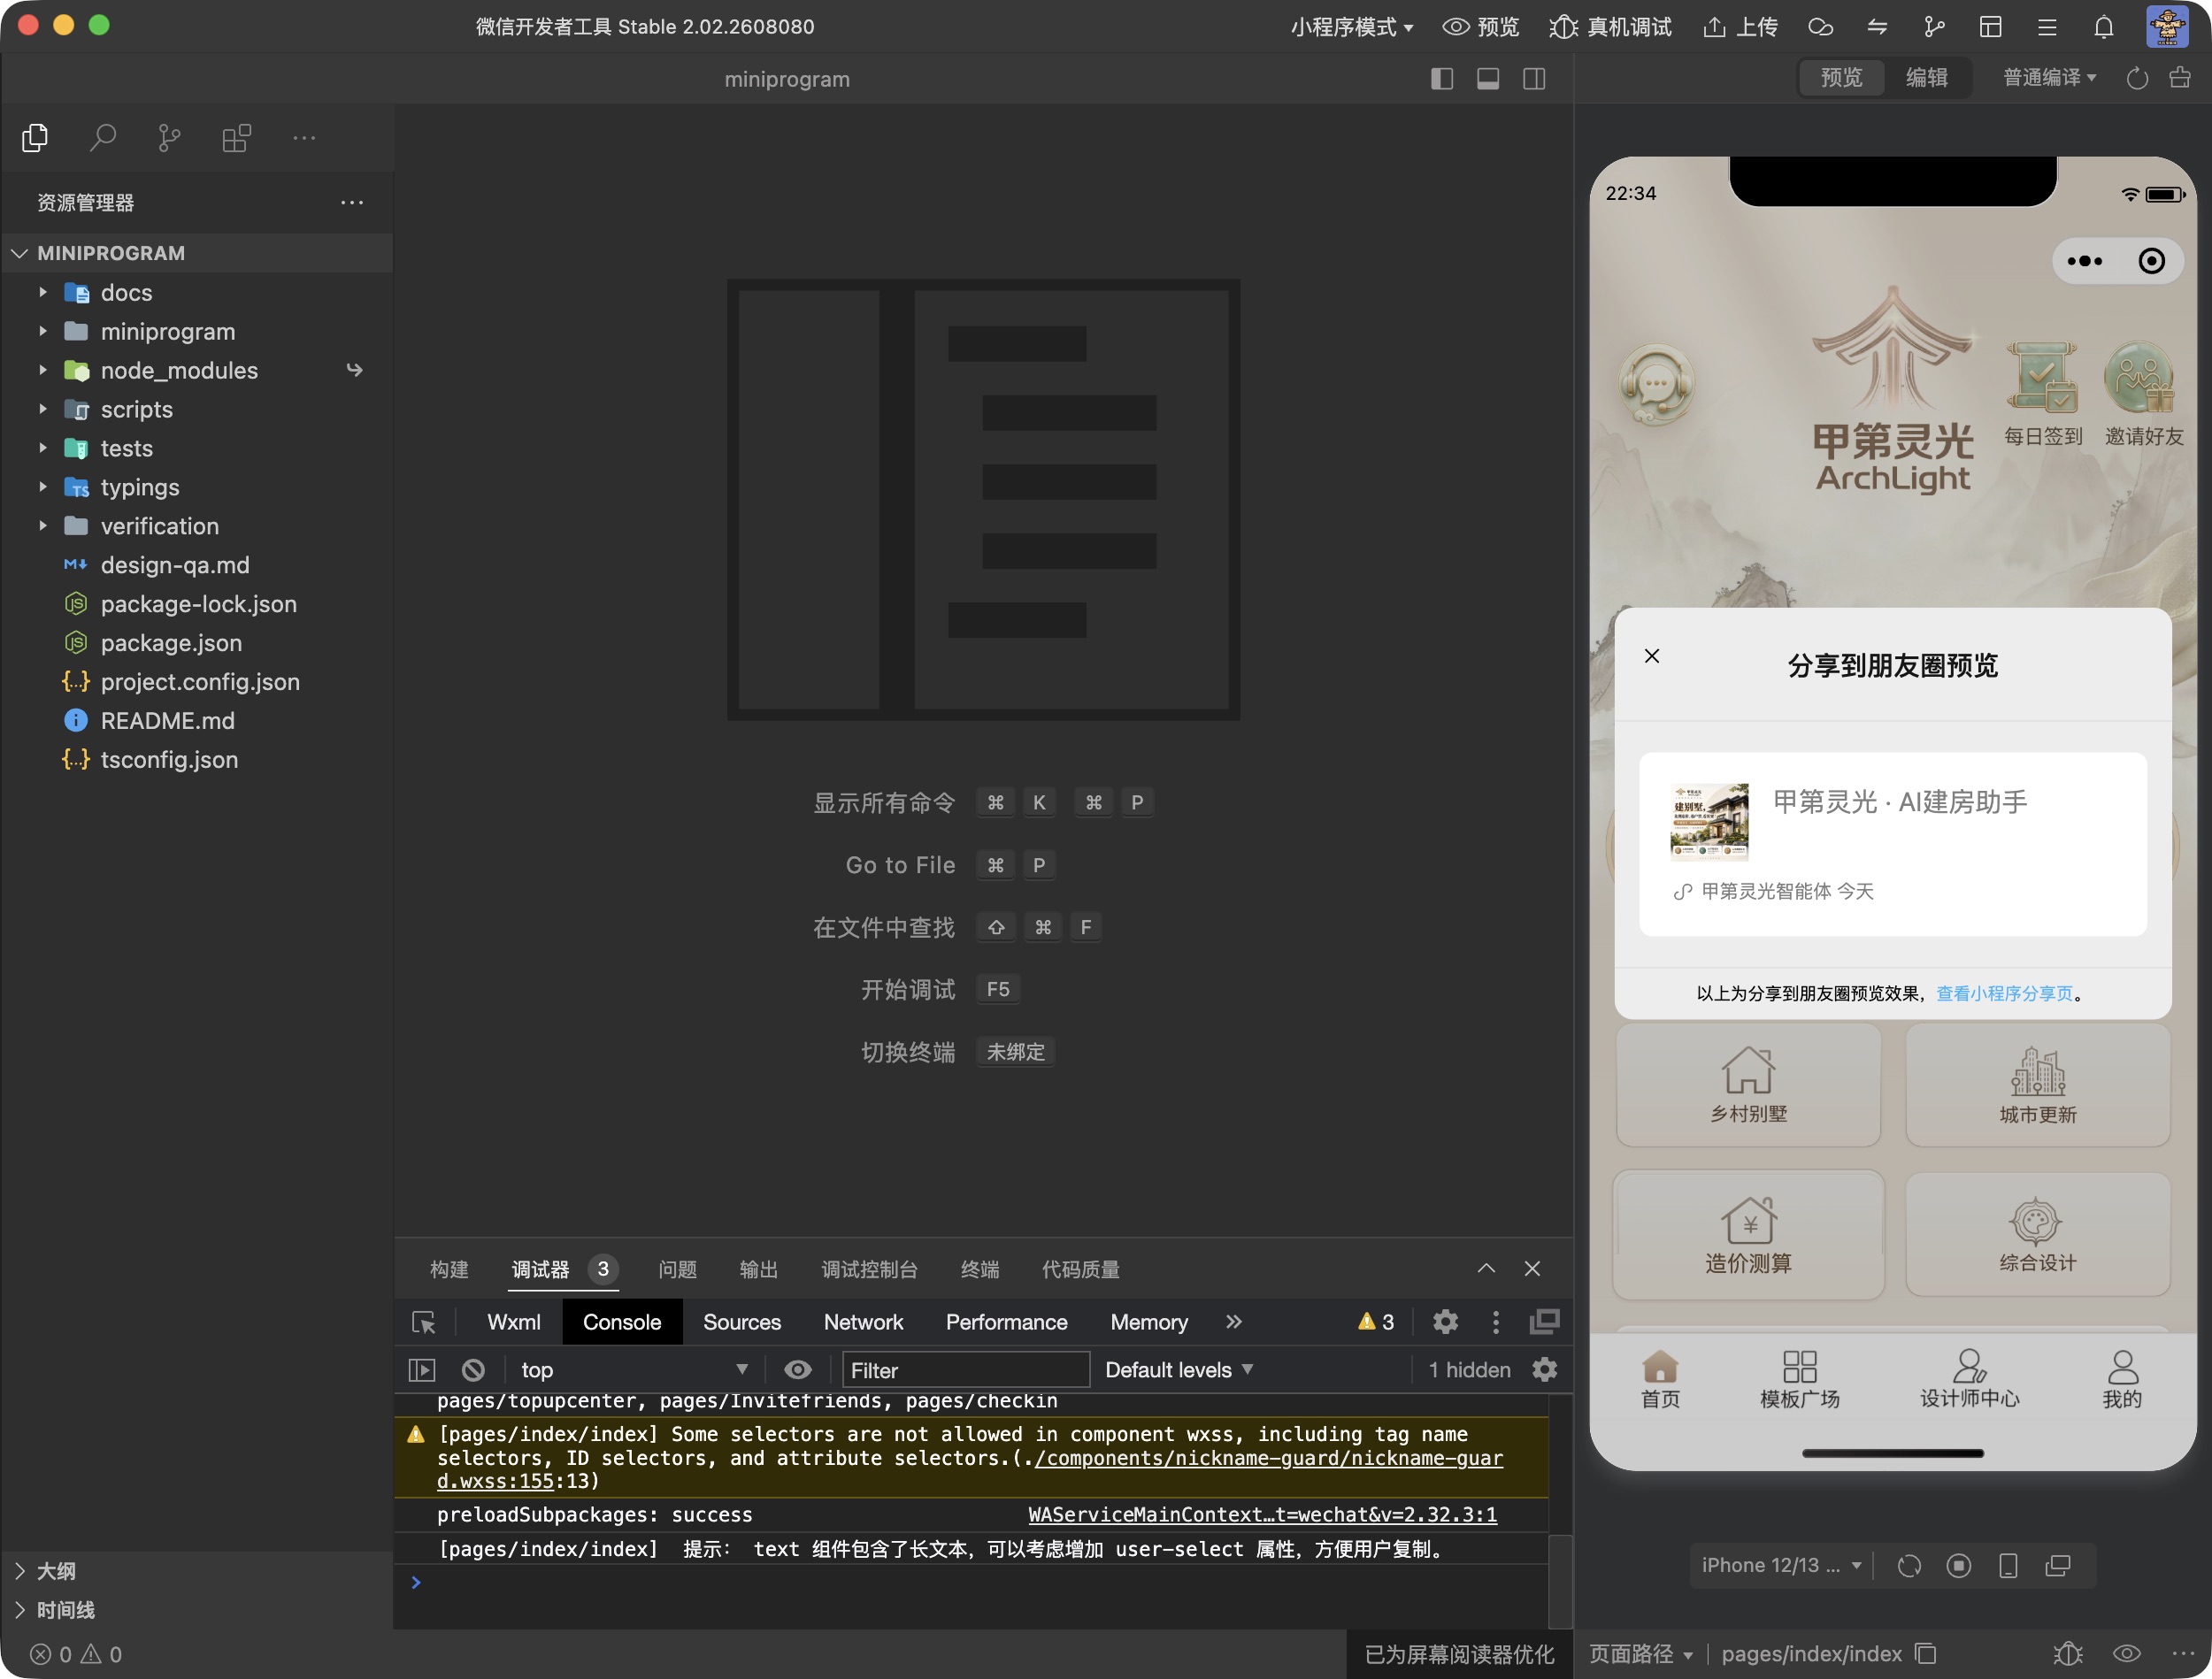 微信开发者工具 Stable 2.02.2608080
小程序模式
预览
真机调试
上传
miniprogram
预览
编辑
普通编译
资源管理器
MINIPROGRAM
docs
miniprogram
node_modules
scripts
tests
typings
verification
design-qa.md
package-lock.json
package.json
project.config.json
README.md
tsconfig.json
大纲
时间线
0 0
显示所有命令 ⌘ K ⌘ P
Go to File ⌘ P
在文件中查找 ⇧ ⌘ F
开始调试 F5
切换终端 未绑定
构建
调试器 3
问题
输出
调试控制台
终端
代码质量
Wxml
Console
Sources
Network
Performance
Memory
3
top
Filter
Default levels
1 hidden
pages/topupcenter, pages/Invitefriends, pages/checkin
[pages/index/index] Some selectors are not allowed in component wxss, including tag name
selectors, ID selectors, and attribute selectors.(./components/nickname-guard/nickname-guar
d.wxss:155:13)
preloadSubpackages: success WAServiceMainContext…t=wechat&v=2.32.3:1
[pages/index/index] 提示: text 组件包含了长文本，可以考虑增加 user-select 属性，方便用户复制。
已为屏幕阅读器优化
22:34
甲第灵光
ArchLight
每日签到
邀请好友
分享到朋友圈预览
建别墅,
甲第灵光 · AI建房助手
甲第灵光智能体 今天
以上为分享到朋友圈预览效果，查看小程序分享页。
乡村别墅
城市更新
¥
造价测算
综合设计
首页
模板广场
设计师中心
我的
iPhone 12/13 ...
页面路径
pages/index/index